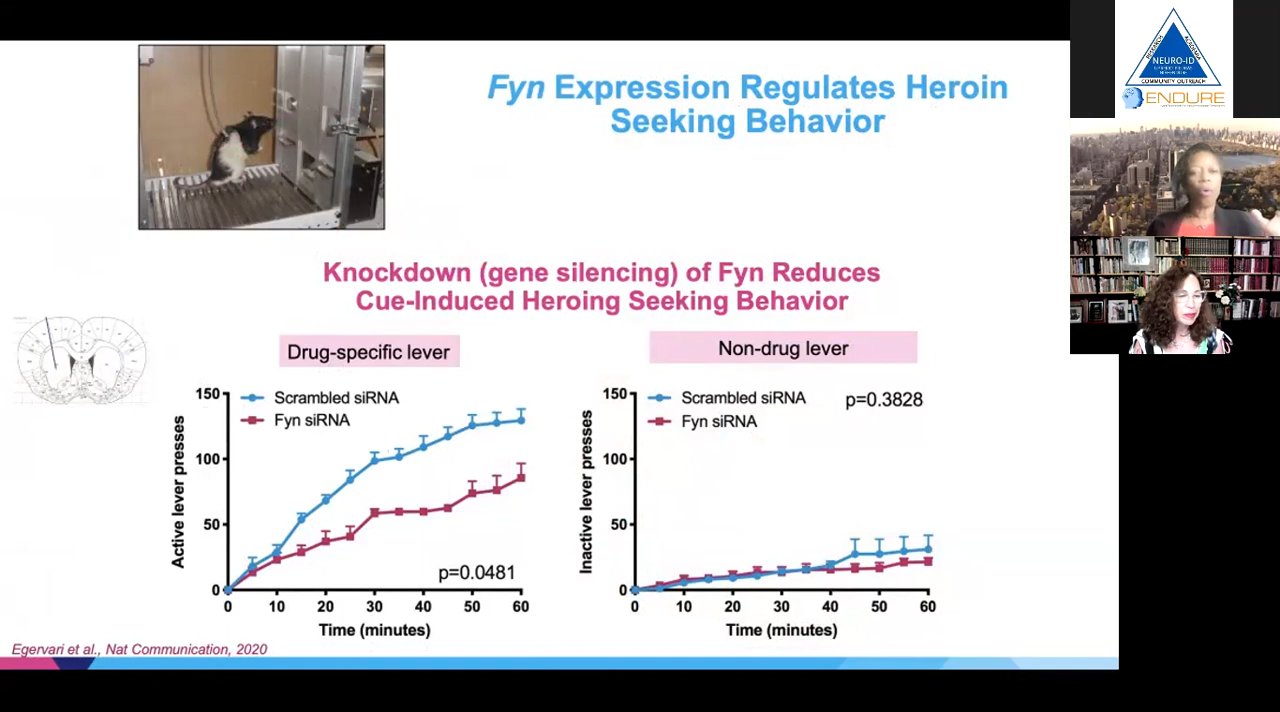 Fyn Expression Regulates Heroin
Seeking Behavior
Knockdown (gene silencing) of Fyn Reduces
Cue-Induced Heroing Seeking Behavior
Drug-specific lever
Scrambled siRNA
Fyn siRNA
150
100
50
0
Active lever presses
p=0.0481
0 10 20 30 40 50 60
Time (minutes)
Non-drug lever
Scrambled siRNA
Fyn siRNA
p=0.3828
150
100
50
0
Inactive lever presses
0 10 20 30 40 50 60
Time (minutes)
Egervari et al., Nat Communication, 2020
RESEARCH
ACADEMIA
NEURO-ID
COMMUNITY OUTREACH
ENDURE